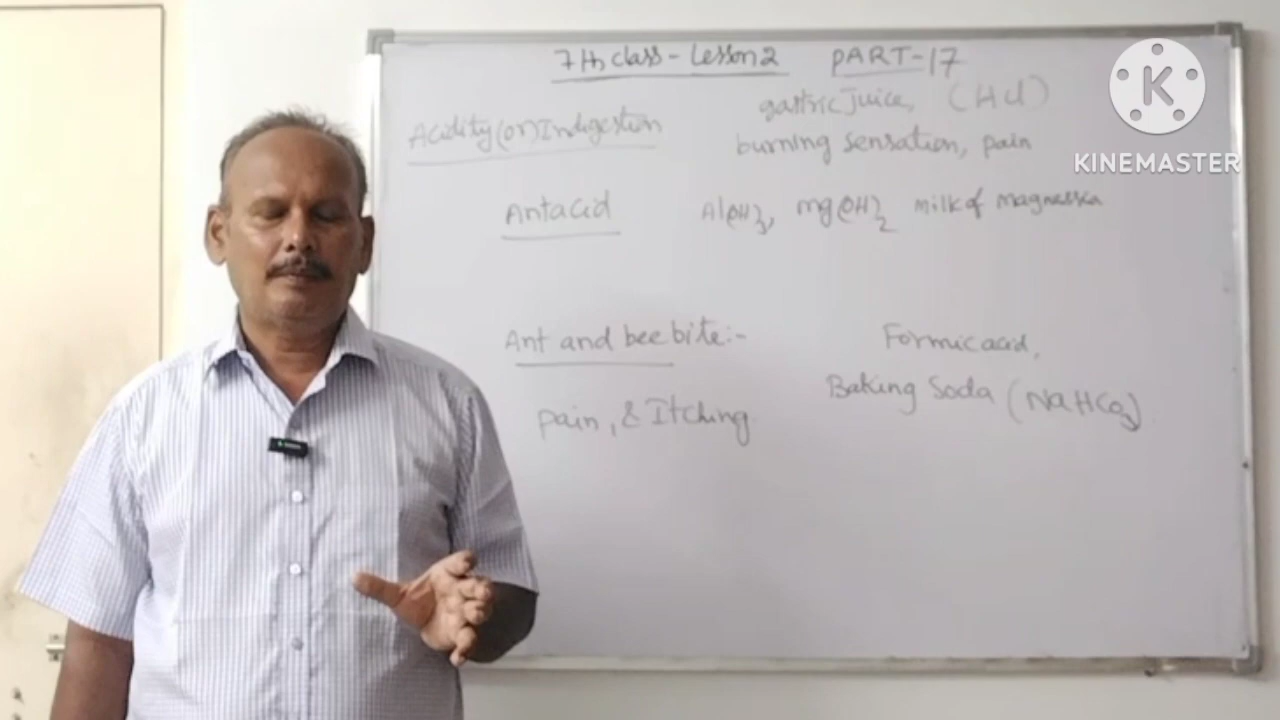 7th class - Lesson 2 PART-17
gastric Juice, (HCl)
Acidity (or) Indigestion
burning sensation, pain
Antacid Al(OH)3, Mg(OH)2 milk of magnesia
Ant and bee bite:- Formic acid,
Baking Soda (NaHCO3)
pain, & Itching.
K
KINEMASTER